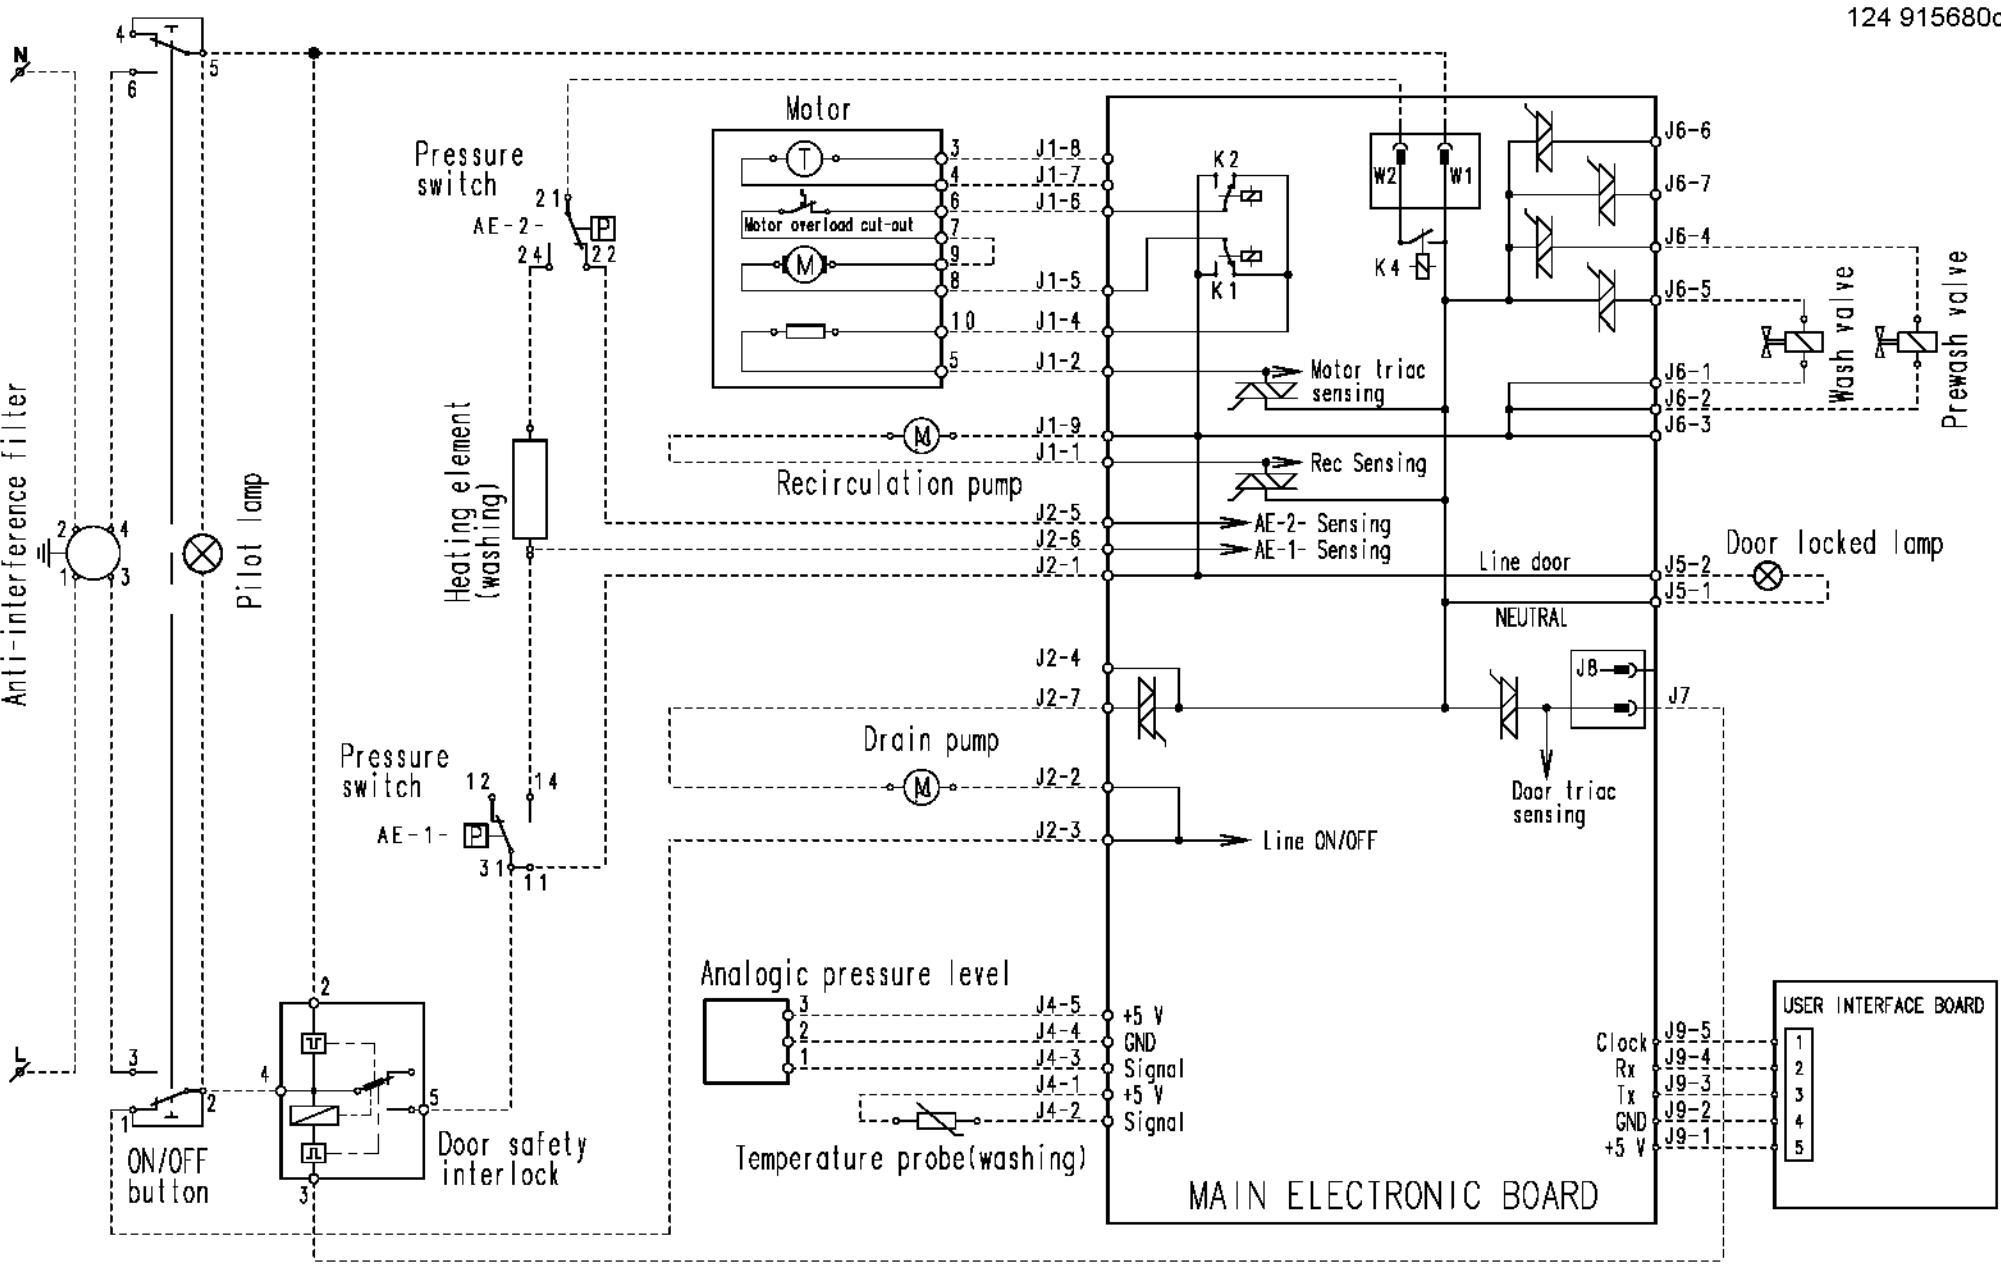 124 915680
N
4
5
6
Motor
Pressure
switch
21
AE-2-
P
24
22
T
3
4
6
Motor overload cut-out
7
9
M
8
10
5
J1-8
J1-7
J1-6
J1-5
J1-4
J1-2
K2
K1
W2
W1
K4
J6-6
J6-7
J6-4
J6-5
J6-1
J6-2
J6-3
Wash valve
Prewash valve
Motor triac
sensing
J1-9
J1-1
M
Recirculation pump
Rec Sensing
Anti-interference filter
2
4
1
3
Pilot lamp
Heating element
(washing)
J2-5
J2-6
J2-1
AE-2- Sensing
AE-1- Sensing
Line door
NEUTRAL
J5-2
J5-1
Door locked lamp
J2-4
J2-7
J8
J7
Drain pump
M
J2-2
J2-3
Door triac
sensing
Line ON/OFF
Pressure
switch
12
14
AE-1-
P
31
11
L
3
1
2
ON/OFF
button
2
4
5
3
Door safety
interlock
Analogic pressure level
3
2
1
J4-5
J4-4
J4-3
J4-1
J4-2
+5 V
GND
Signal
+5 V
Signal
Temperature probe(washing)
MAIN ELECTRONIC BOARD
Clock
Rx
Tx
GND
+5 V
J9-5
J9-4
J9-3
J9-2
J9-1
USER INTERFACE BOARD
1
2
3
4
5